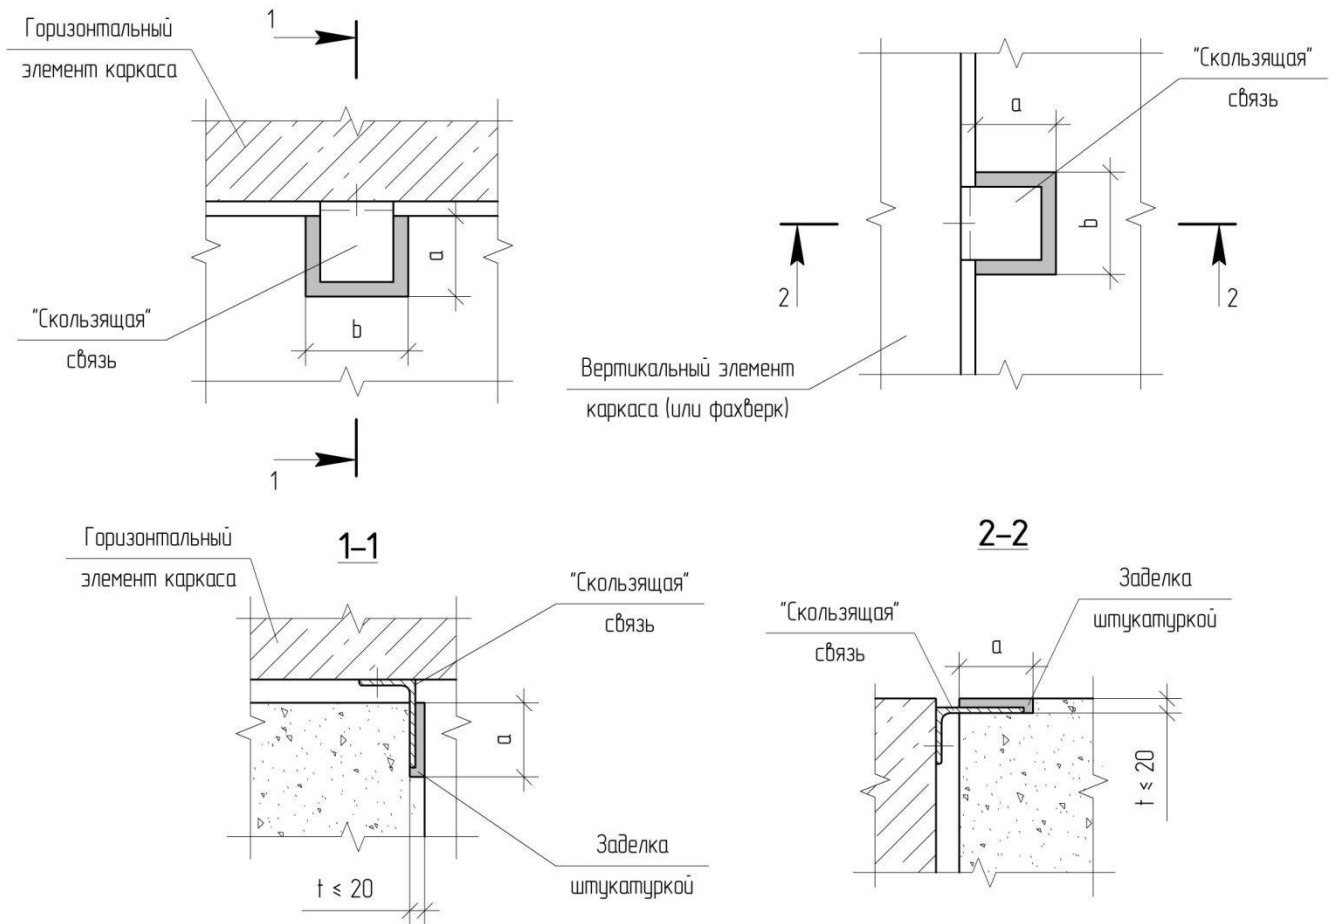 1
Горизонтальный
элемент каркаса
a
"Скользящая"
связь
b
1
"Скользящая"
связь
a
b
2
2
Вертикальный элемент
каркаса (или фахверк)
1–1
Горизонтальный
элемент каркаса
"Скользящая"
связь
a
Заделка
штукатуркой
t ≤ 20
2–2
"Скользящая"
связь
a
Заделка
штукатуркой
t ≤ 20